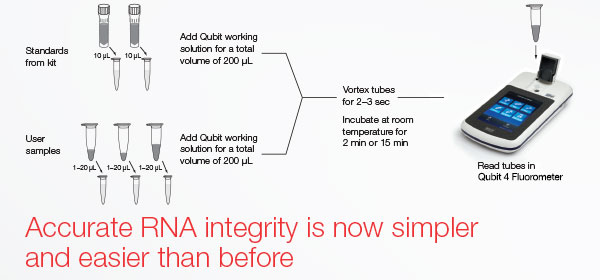 Standards
from kit
10 µL
10 µL
Add Qubit working
solution for a total
volume of 200 µL
User
samples
1–20 µL
1–20 µL
1–20 µL
Add Qubit working
solution for a total
volume of 200 µL
Vortex tubes
for 2–3 sec
Incubate at room
temperature for
2 min or 15 min
Read tubes in
Qubit 4 Fluorometer
Accurate RNA integrity is now simpler
and easier than before